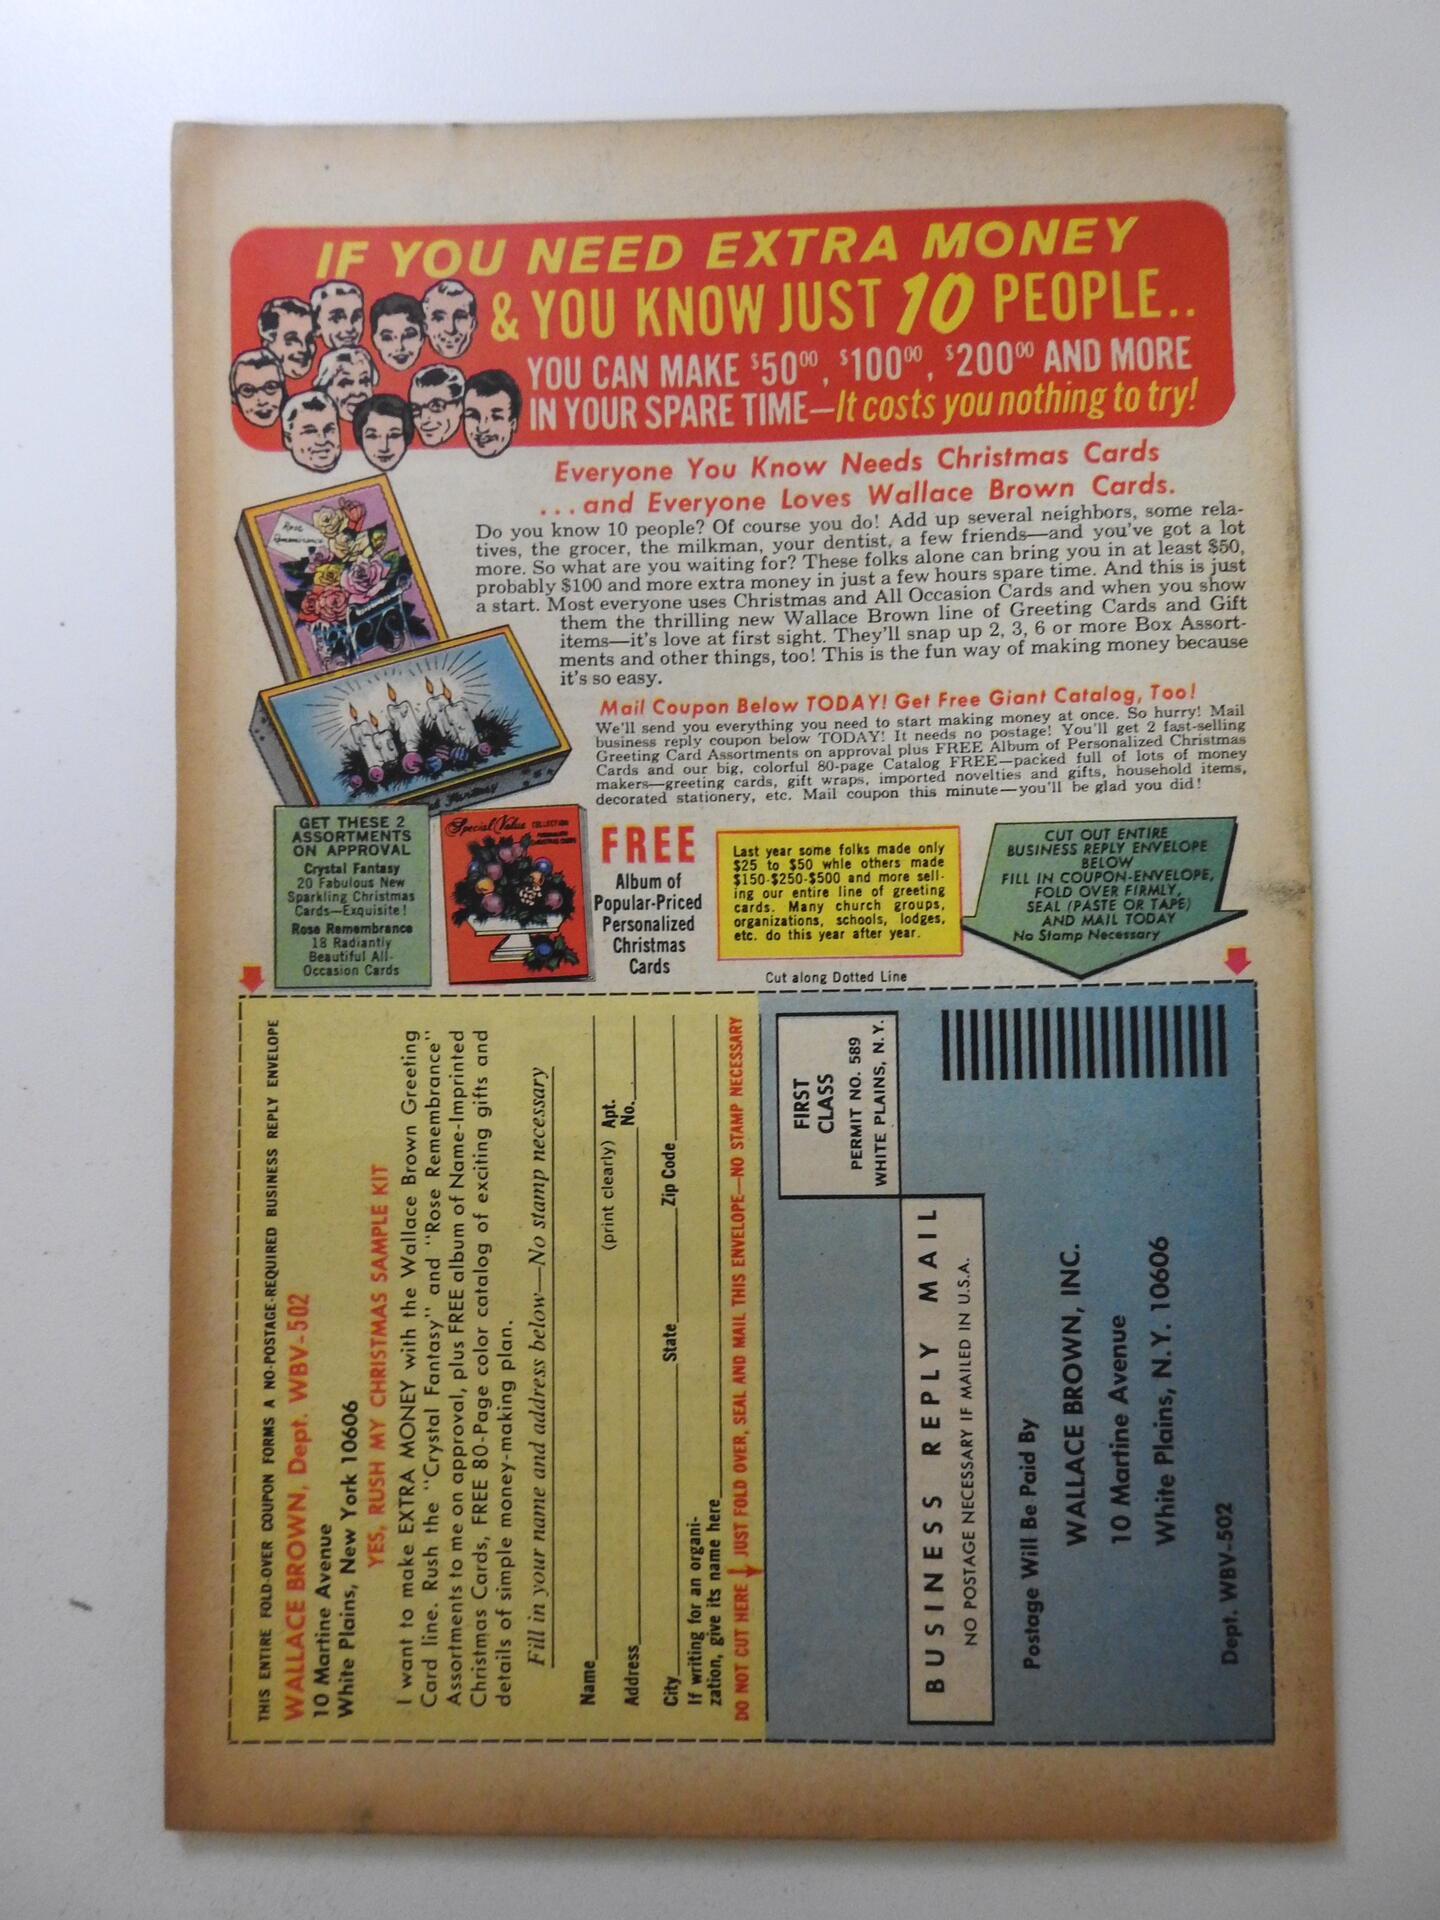 IF YOU NEED EXTRA MONEY
& YOU KNOW JUST 10 PEOPLE..
YOU CAN MAKE $50⁰⁰, $100⁰⁰, $200⁰⁰ AND MORE
IN YOUR SPARE TIME—It costs you nothing to try!
Everyone You Know Needs Christmas Cards
...and Everyone Loves Wallace Brown Cards.
Do you know 10 people? Of course you do! Add up several neighbors, some rela-
tives, the grocer, the milkman, your dentist, a few friends—and you've got a lot
more. So what are you waiting for? These folks alone can bring you in at least $50,
probably $100 and more extra money in just a few hours spare time. And this is just
a start. Most everyone uses Christmas and All Occasion Cards and when you show
them the thrilling new Wallace Brown line of Greeting Cards and Gift
items—it's love at first sight. They'll snap up 2, 3, 6 or more Box Assort-
ments and other things, too! This is the fun way of making money because
it's so easy.
Rose
Remembrance
Mail Coupon Below TODAY! Get Free Giant Catalog, Too!
We'll send you everything you need to start making money at once. So hurry! Mail
business reply coupon below TODAY! It needs no postage! You'll get 2 fast-selling
Greeting Card Assortments on approval plus FREE Album of Personalized Christmas
Cards and our big, colorful 80-page Catalog FREE—packed full of lots of money
makers—greeting cards, gift wraps, imported novelties and gifts, household items,
decorated stationery, etc. Mail coupon this minute—you'll be glad you did!
Fantasy
GET THESE 2
ASSORTMENTS
ON APPROVAL
Crystal Fantasy
20 Fabulous New
Sparkling Christmas
Cards—Exquisite!
Rose Remembrance
18 Radiantly
Beautiful All-
Occasion Cards
Special Value COLLECTION
PERSONALIZED
CHRISTMAS CARDS
FREE
Album of
Popular-Priced
Personalized
Christmas
Cards
Last year some folks made only
$25 to $50 whle others made
$150-$250-$500 and more sell-
ing our entire line of greeting
cards. Many church groups,
organizations, schools, lodges,
etc. do this year after year.
CUT OUT ENTIRE
BUSINESS REPLY ENVELOPE
BELOW
FILL IN COUPON-ENVELOPE,
FOLD OVER FIRMLY,
SEAL (PASTE OR TAPE)
AND MAIL TODAY
No Stamp Necessary
Cut along Dotted Line
THIS ENTIRE FOLD-OVER COUPON FORMS A NO-POSTAGE-REQUIRED BUSINESS REPLY ENVELOPE
WALLACE BROWN, Dept. WBV-502
10 Martine Avenue
White Plains, New York 10606
YES, RUSH MY CHRISTMAS SAMPLE KIT
I want to make EXTRA MONEY with the Wallace Brown Greeting
Card line. Rush the "Crystal Fantasy" and "Rose Remembrance"
Assortments to me on approval, plus FREE album of Name-Imprinted
Christmas Cards, FREE 80-Page color catalog of exciting gifts and
details of simple money-making plan.
Fill in your name and address below—No stamp necessary
Name
(print clearly)
Address Apt. No.
City State Zip Code
If writing for an organi-
zation, give its name here
DO NOT CUT HERE JUST FOLD OVER, SEAL AND MAIL THIS ENVELOPE—NO STAMP NECESSARY
FIRST
CLASS
PERMIT NO. 589
WHITE PLAINS, N.Y.
BUSINESS REPLY MAIL
NO POSTAGE NECESSARY IF MAILED IN U.S.A.
Postage Will Be Paid By
WALLACE BROWN, INC.
10 Martine Avenue
White Plains, N.Y. 10606
Dept. WBV-502